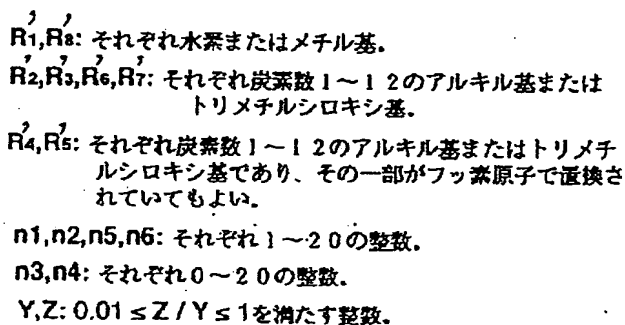 R'1,R'8: それぞれ水素またはメチル基。
R'2,R'3,R'6,R'7: それぞれ炭素数1〜12のアルキル基または
トリメチルシロキシ基。
R'4,R'5: それぞれ炭素数1〜12のアルキル基またはトリメチ
ルシロキシ基であり、その一部がフッ素原子で置換さ
れていてもよい。
n1,n2,n5,n6: それぞれ1〜20の整数。
n3,n4: それぞれ0〜20の整数。
Y,Z: 0.01 ≤ Z / Y ≤ 1を満たす整数。